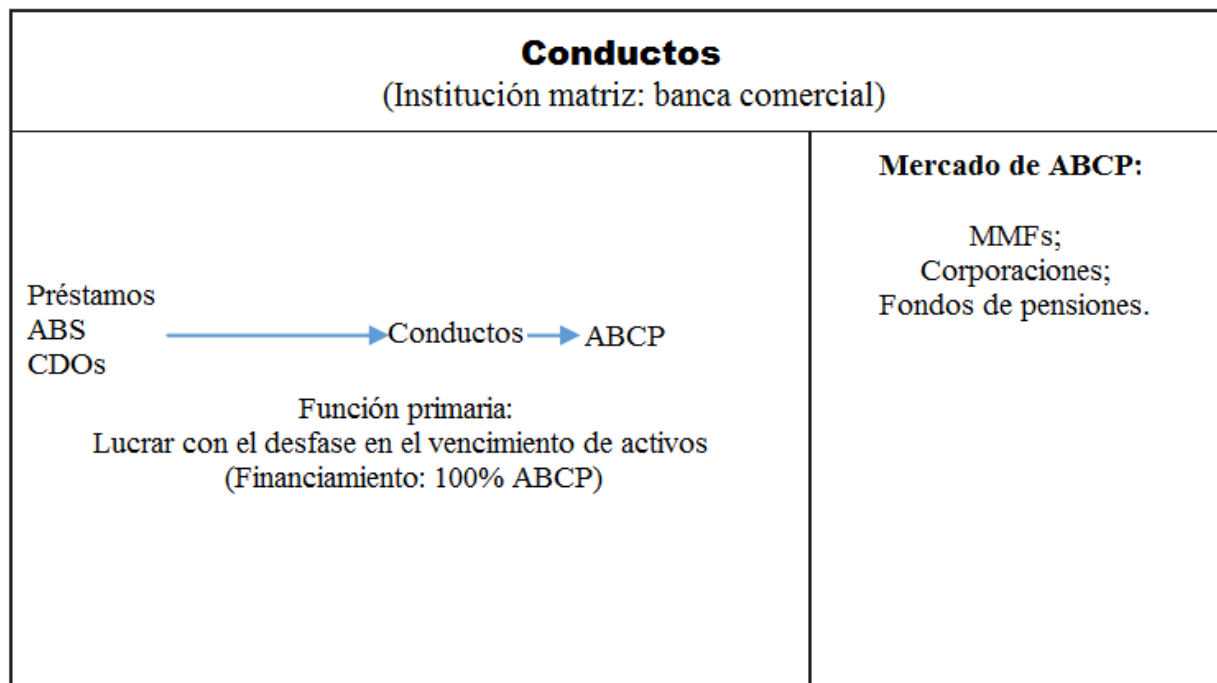 Conductos
(Institución matriz: banca comercial)
Préstamos
ABS
CDOs
Conductos
ABCP
Función primaria:
Lucrar con el desfase en el vencimiento de activos
(Financiamiento: 100% ABCP)
Mercado de ABCP:
MMFs;
Corporaciones;
Fondos de pensiones.